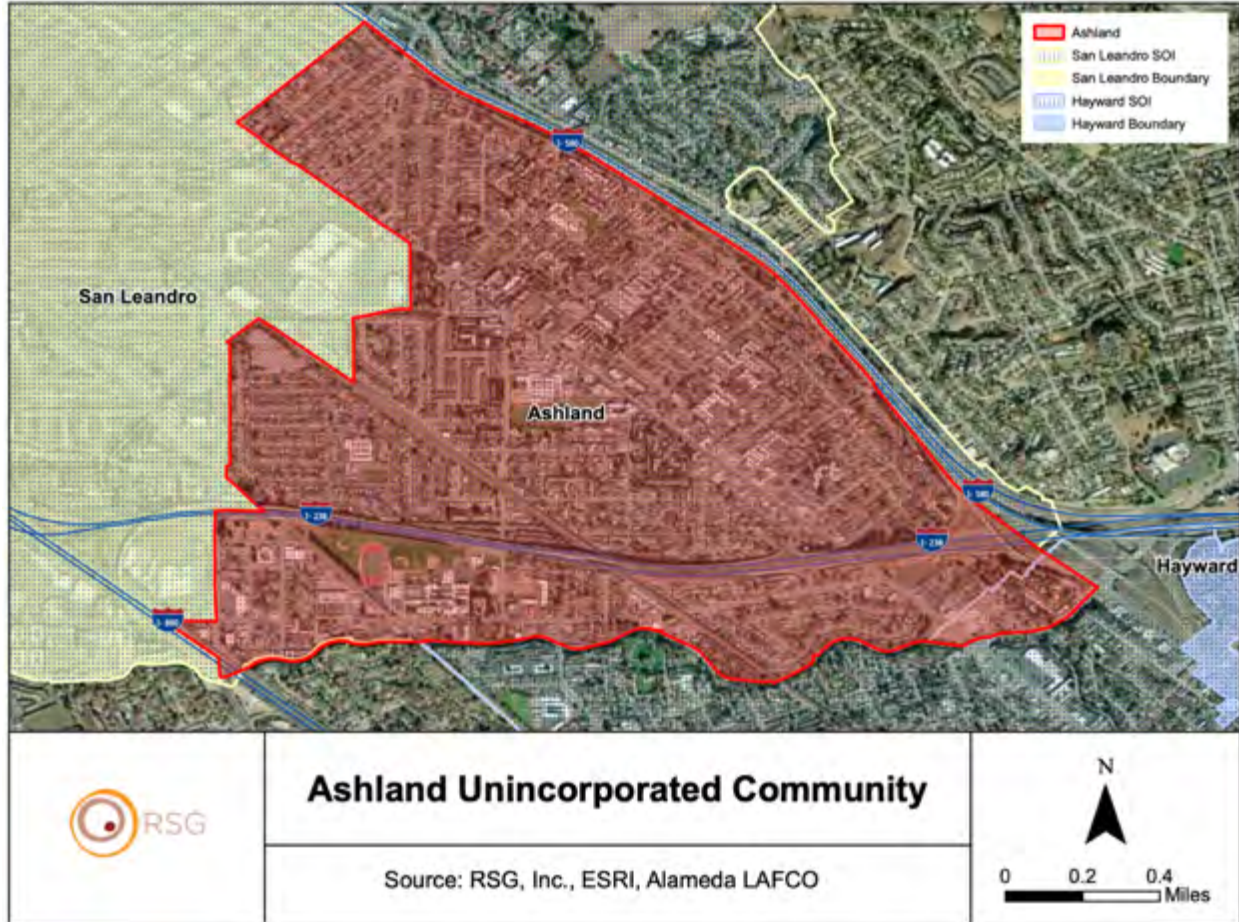 Ashland
San Leandro SOI
San Leandro Boundary
Hayward SOI
Hayward Boundary
I- 580
San Leandro
Ashland
I- 580
I- 238
I- 238
Hayward
I- 880
RSG
Ashland Unincorporated Community
Source: RSG, Inc., ESRI, Alameda LAFCO
N
0 0.2 0.4
Miles